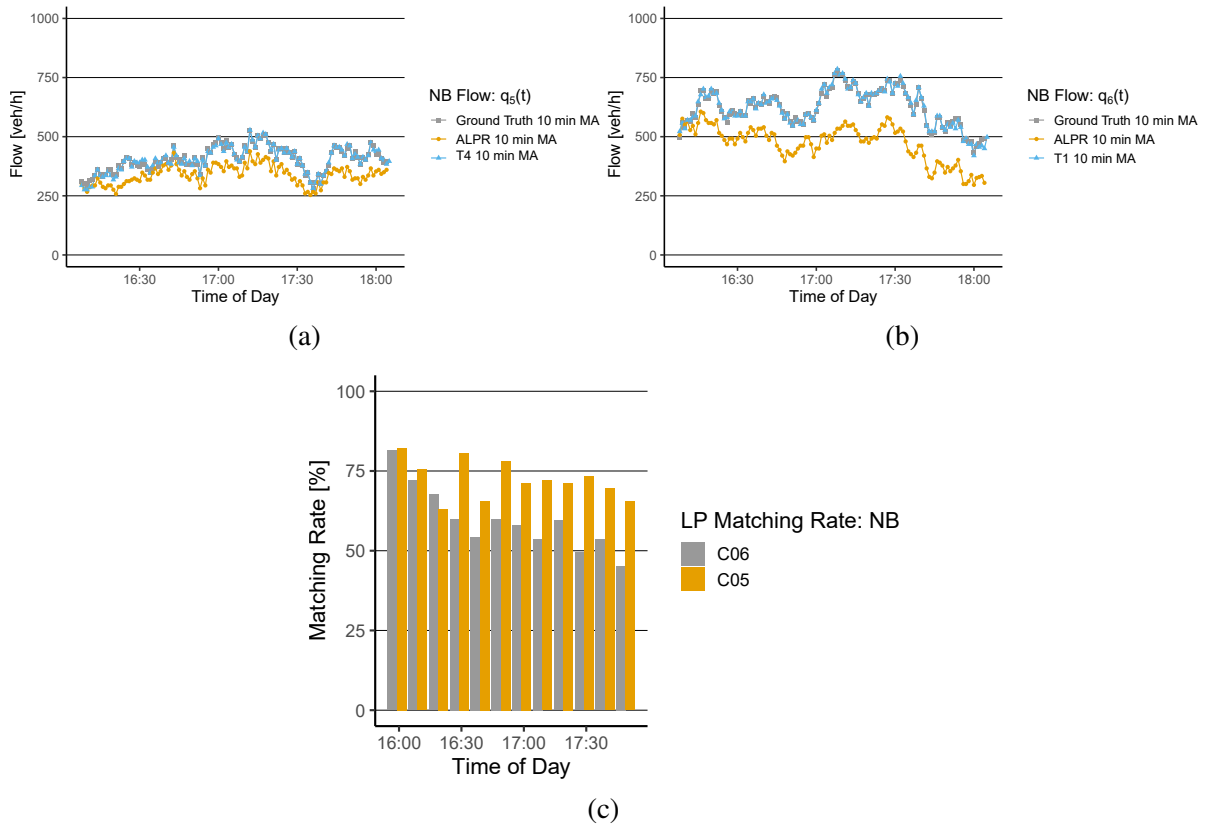 1000
750
500
250
0
Flow [veh/h]
16:30 17:00 17:30 18:00
Time of Day
NB Flow: q5(t)
Ground Truth 10 min MA
ALPR 10 min MA
T4 10 min MA
(a)
1000
750
500
250
0
Flow [veh/h]
16:30 17:00 17:30 18:00
Time of Day
NB Flow: q6(t)
Ground Truth 10 min MA
ALPR 10 min MA
T1 10 min MA
(b)
100
75
50
25
0
Matching Rate [%]
16:00 16:30 17:00 17:30
Time of Day
LP Matching Rate: NB
C06
C05
(c)